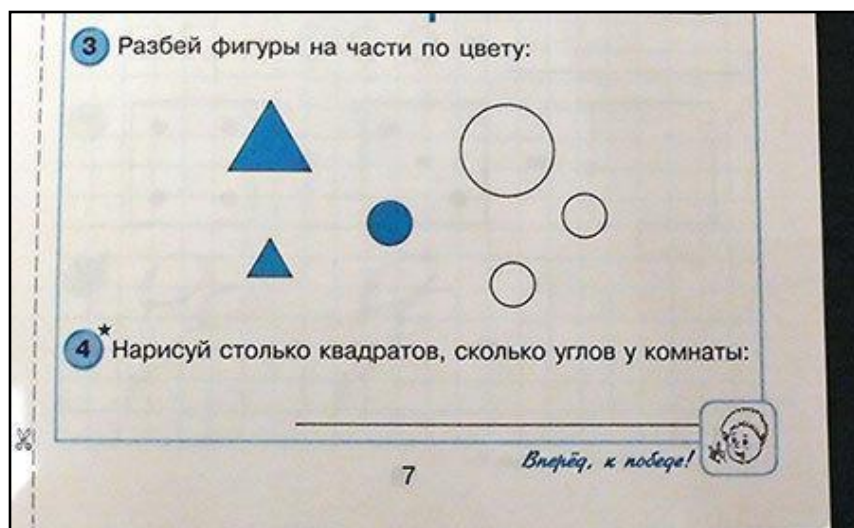 3 Разбей фигуры на части по цвету:
4* Нарисуй столько квадратов, сколько углов у комнаты:
Вперёд, к победе!
7